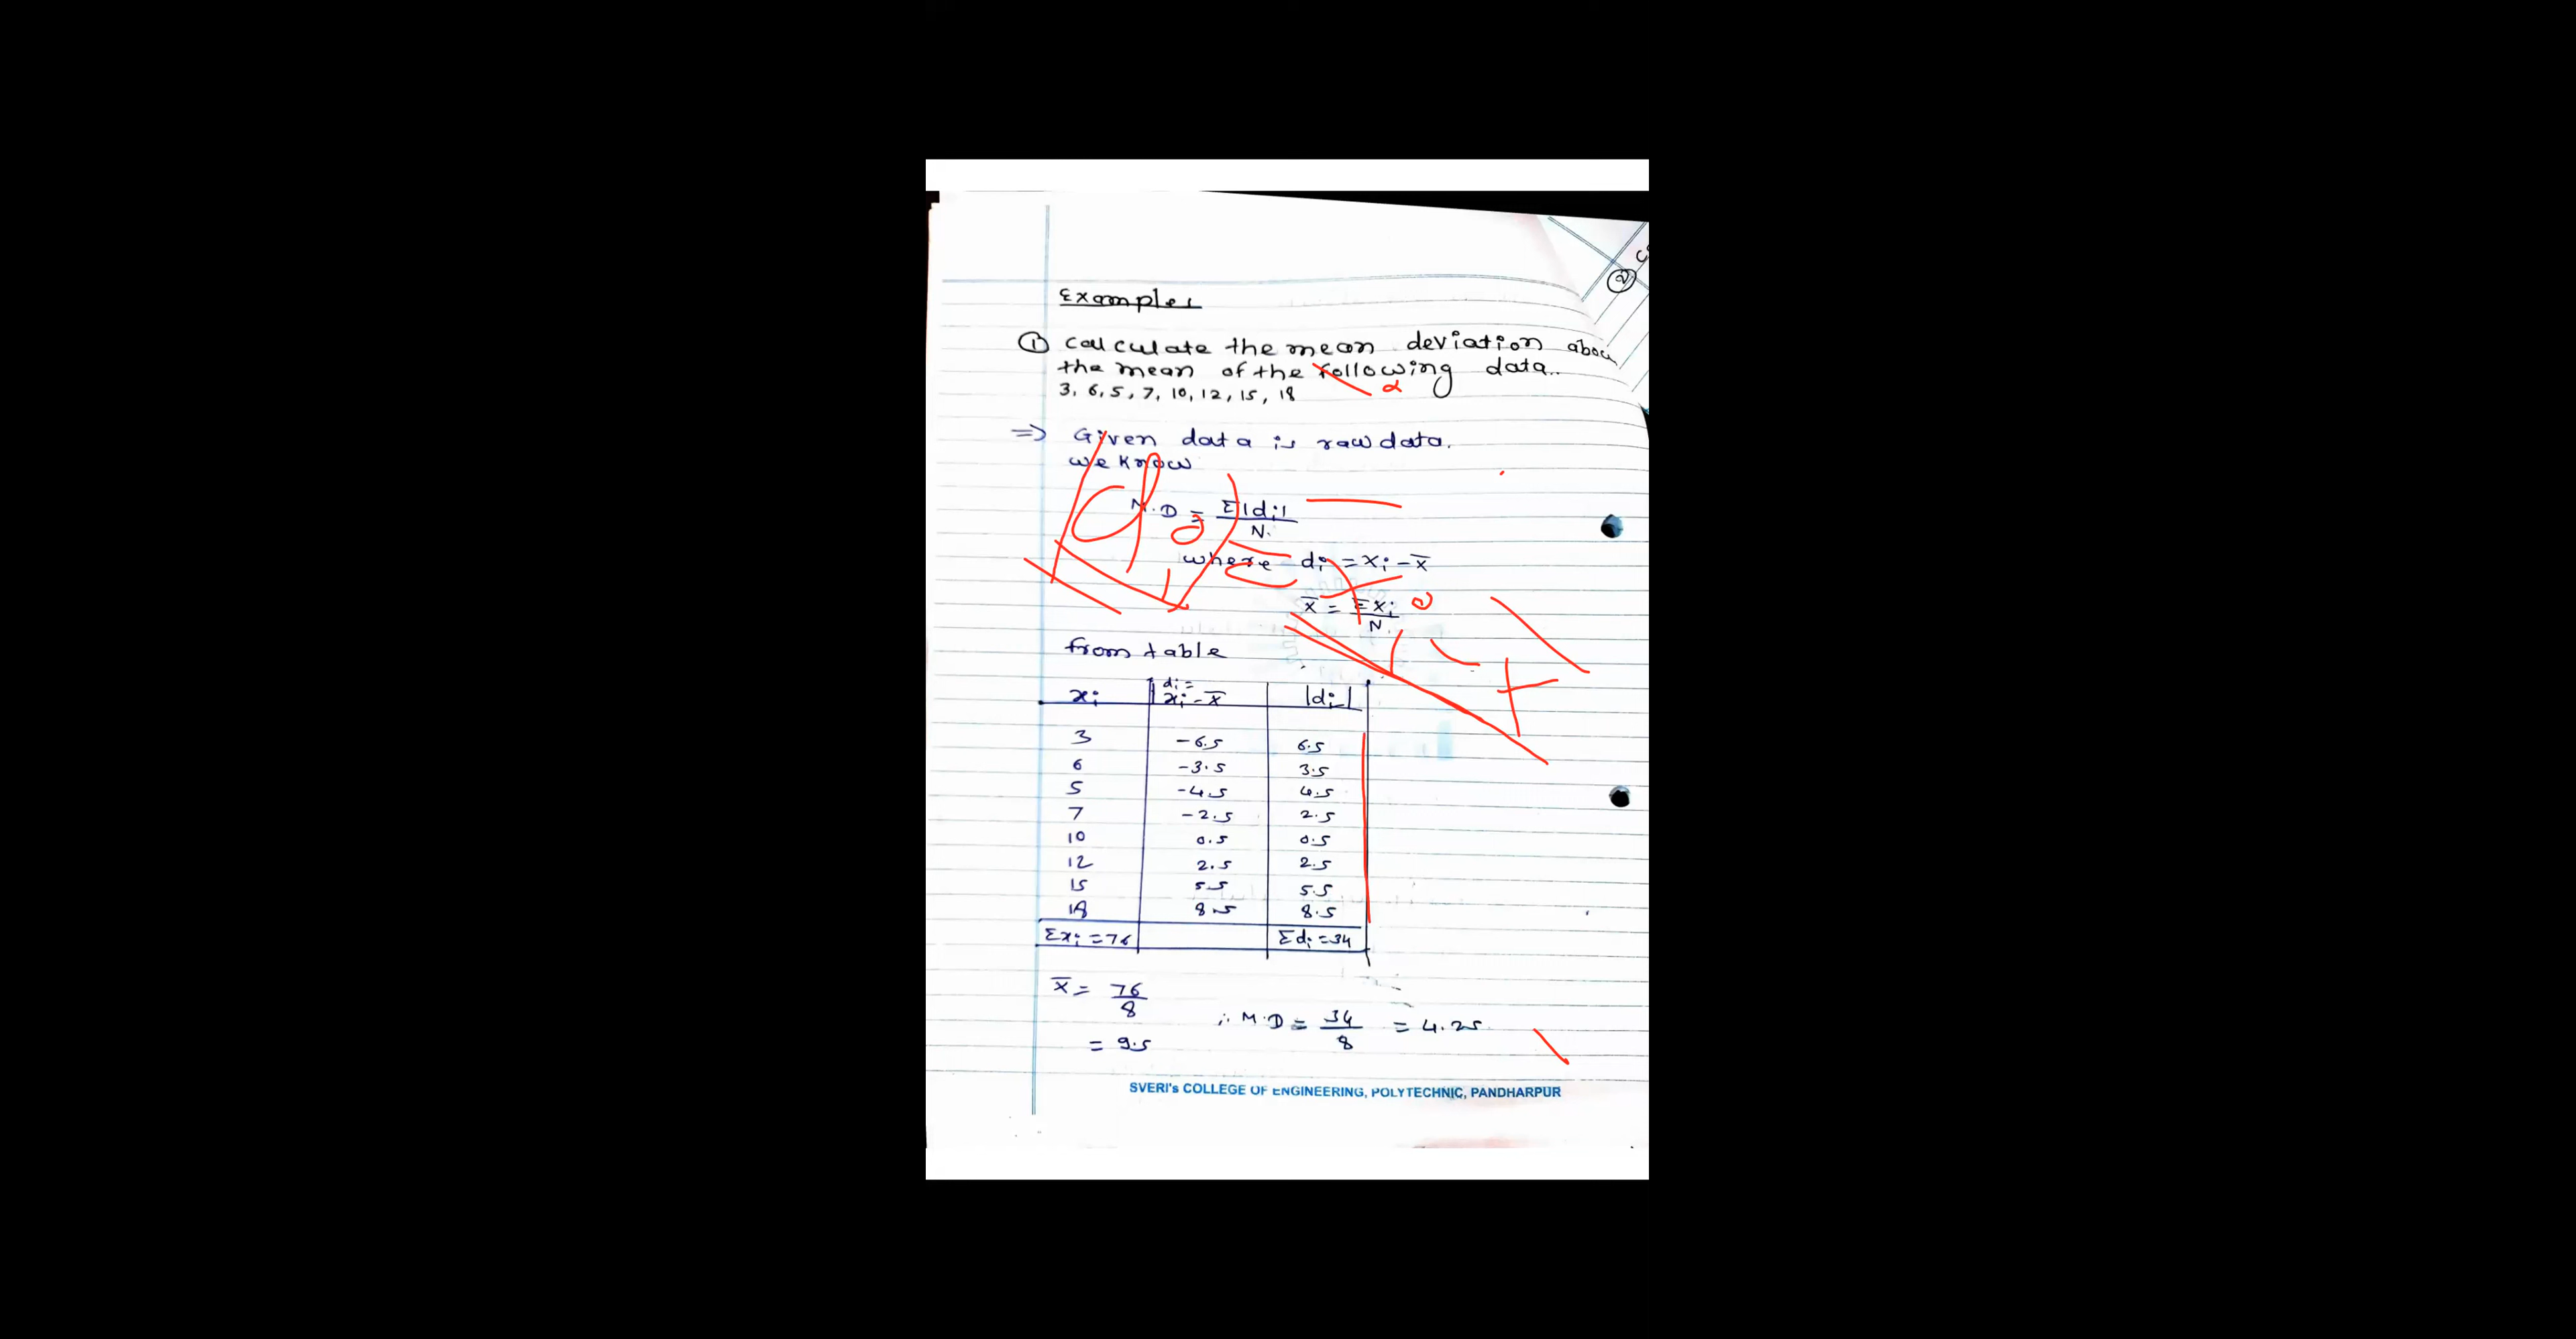 Examples
① Calculate the mean deviation abou
the mean of the following data..
3, 6, 5, 7, 10, 12, 15, 18
⇒ Given data is raw data.
we know
M.D = Σ|di| / N.
where di = xi - x̄
x̄ = Σxi / N.
from table
xi | di = xi - x̄ | |di|
3 -6.5 6.5
6 -3.5 3.5
5 -4.5 4.5
7 -2.5 2.5
10 0.5 0.5
12 2.5 2.5
15 5.5 5.5
18 8.5 8.5
Σxi = 76 Σdi = 34
x̄ = 76 / 8
= 9.5
∴ M.D = 34 / 8 = 4.25
SVERI's COLLEGE OF ENGINEERING, POLYTECHNIC, PANDHARPUR
②